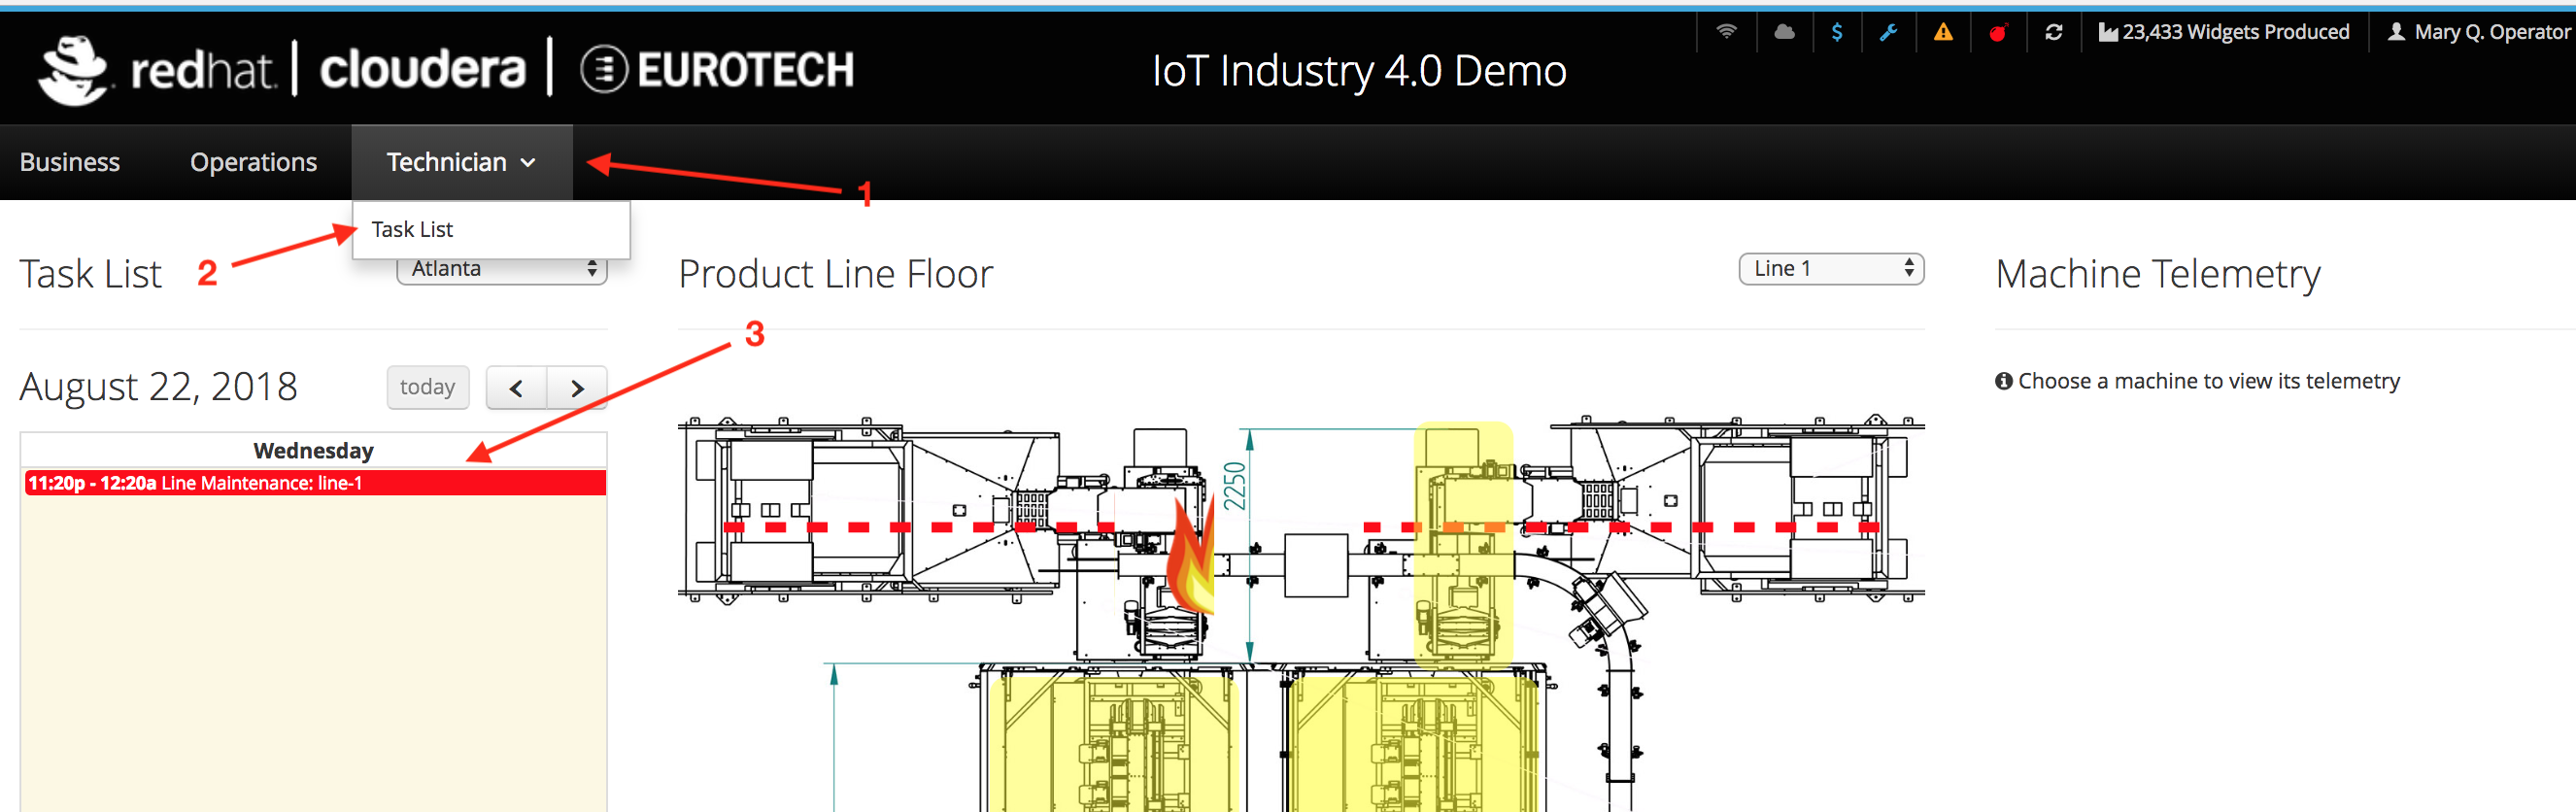 redhat. | cloudera | EUROTECH
IoT Industry 4.0 Demo
23,433 Widgets Produced
Mary Q. Operator
Business
Operations
Technician
1
Task List
2
Task List
Atlanta
Product Line Floor
Line 1
Machine Telemetry
3
August 22, 2018
today
Choose a machine to view its telemetry
Wednesday
11:20p - 12:20a Line Maintenance: line-1
2250